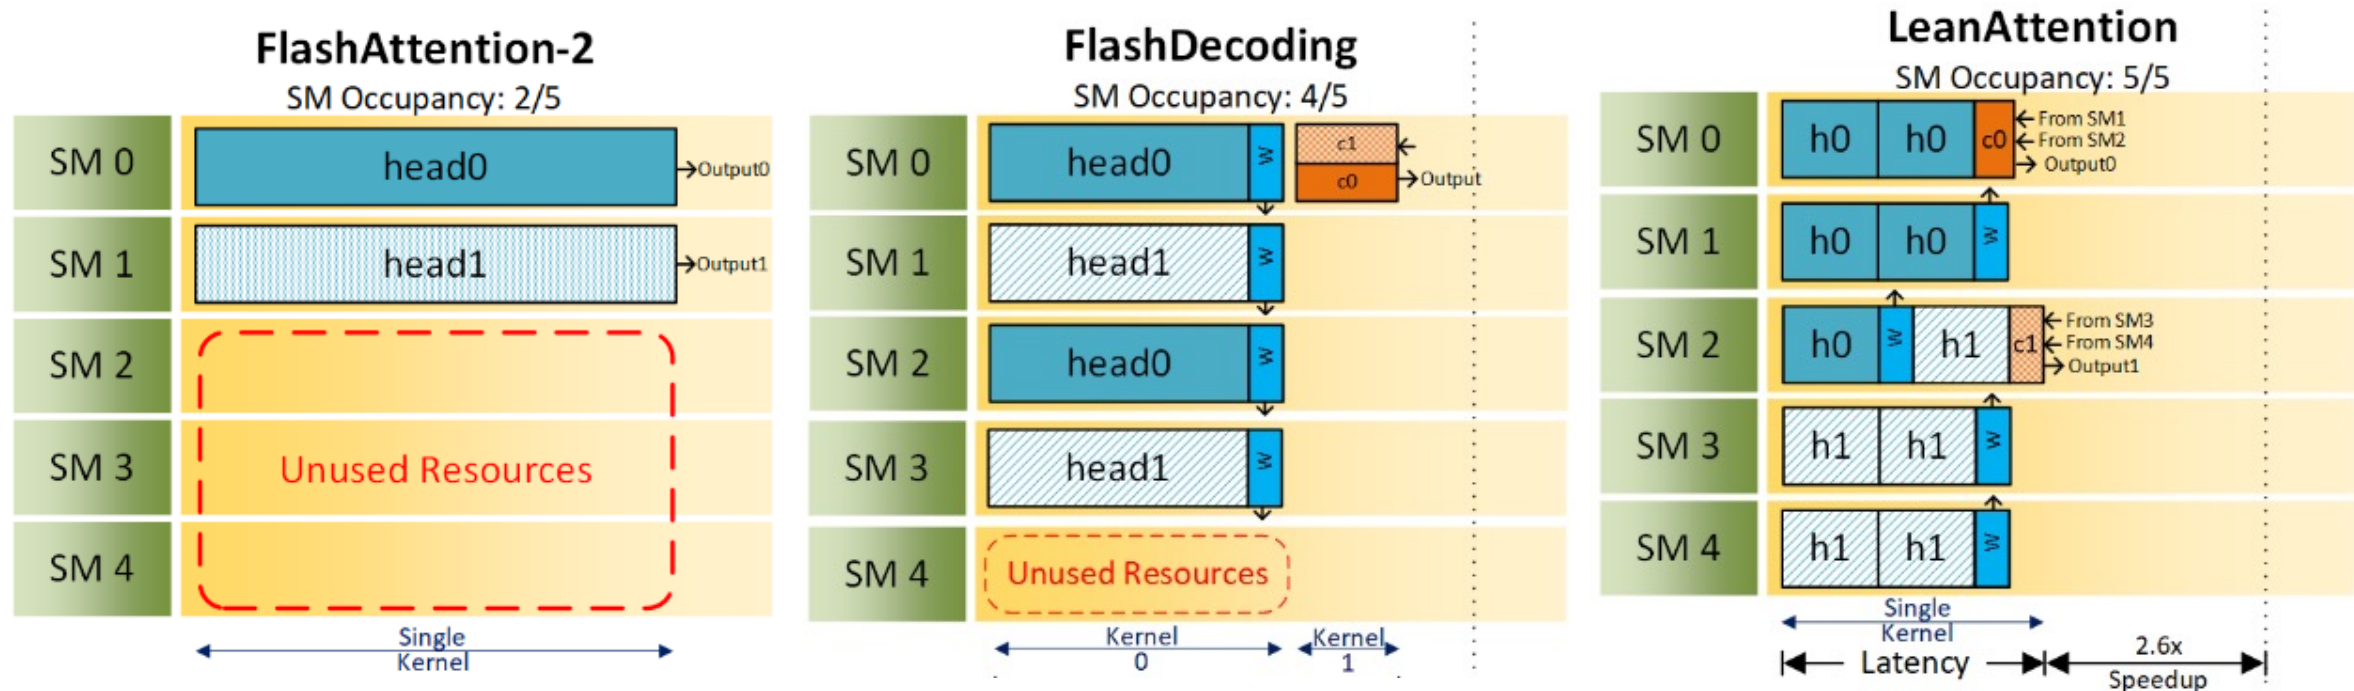 FlashAttention-2
SM Occupancy: 2/5
SM 0
head0
Output0
SM 1
head1
Output1
SM 2
SM 3
Unused Resources
SM 4
Single
Kernel
FlashDecoding
SM Occupancy: 4/5
SM 0
head0
w
c1
c0
Output
SM 1
head1
w
SM 2
head0
w
SM 3
head1
w
SM 4
Unused Resources
Kernel
0
Kernel
1
LeanAttention
SM Occupancy: 5/5
SM 0
h0
h0
c0
From SM1
From SM2
Output0
SM 1
h0
h0
w
SM 2
h0
w
h1
c1
From SM3
From SM4
Output1
SM 3
h1
h1
w
SM 4
h1
h1
w
Single
Kernel
Latency
2.6x
Speedup